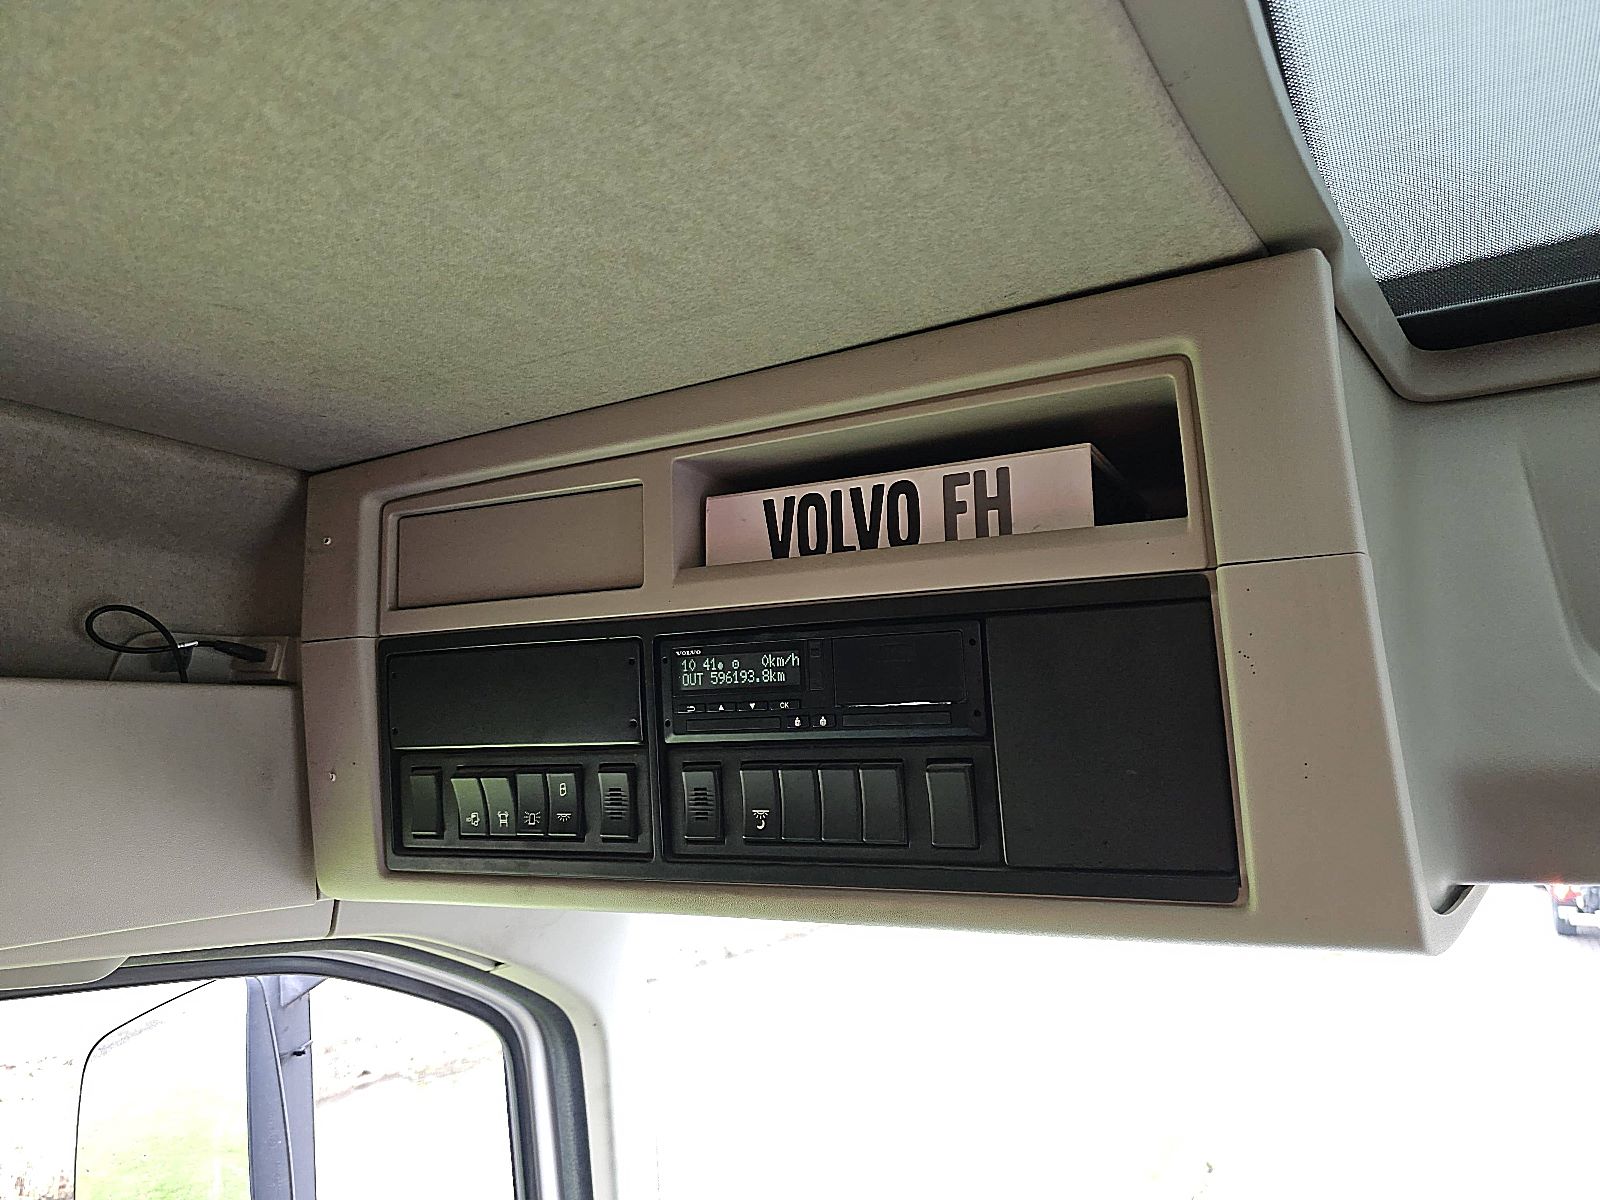 VOLVO FH
VOLVO
10 41 0km/h
OUT 596193.8km
OK